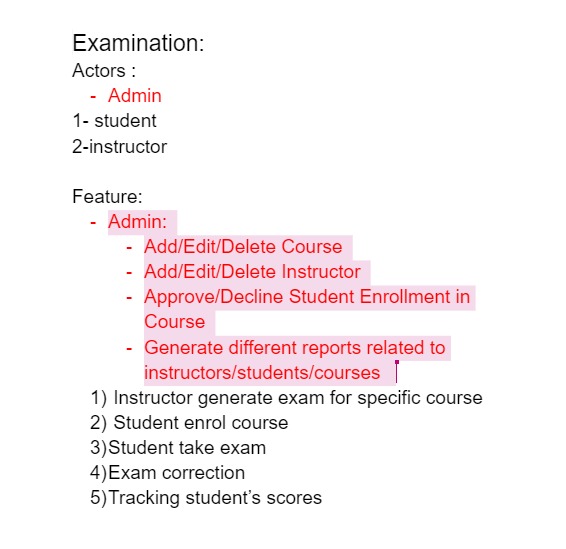 Examination:
Actors :
- Admin
1- student
2-instructor
Feature:
- Admin:
- Add/Edit/Delete Course
- Add/Edit/Delete Instructor
- Approve/Decline Student Enrollment in
Course
- Generate different reports related to
instructors/students/courses
1) Instructor generate exam for specific course
2) Student enrol course
3)Student take exam
4)Exam correction
5)Tracking student’s scores